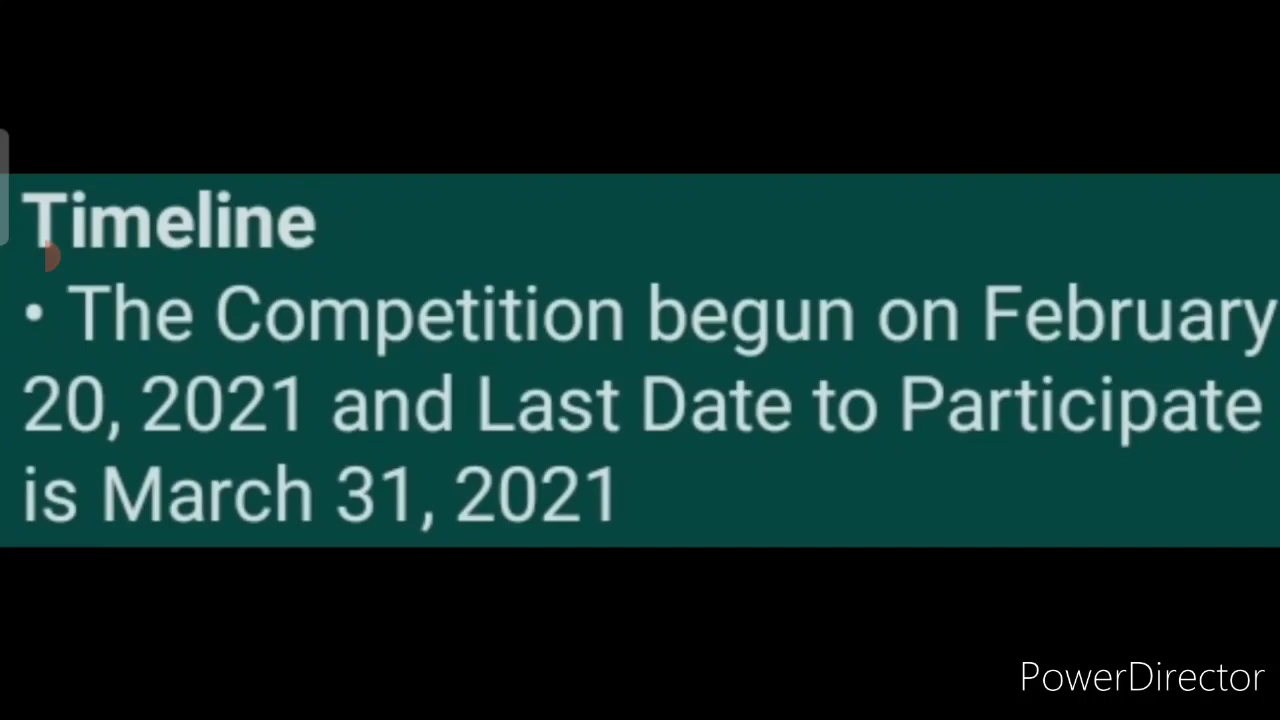 Timeline
• The Competition begun on February
20, 2021 and Last Date to Participate
is March 31, 2021
PowerDirector